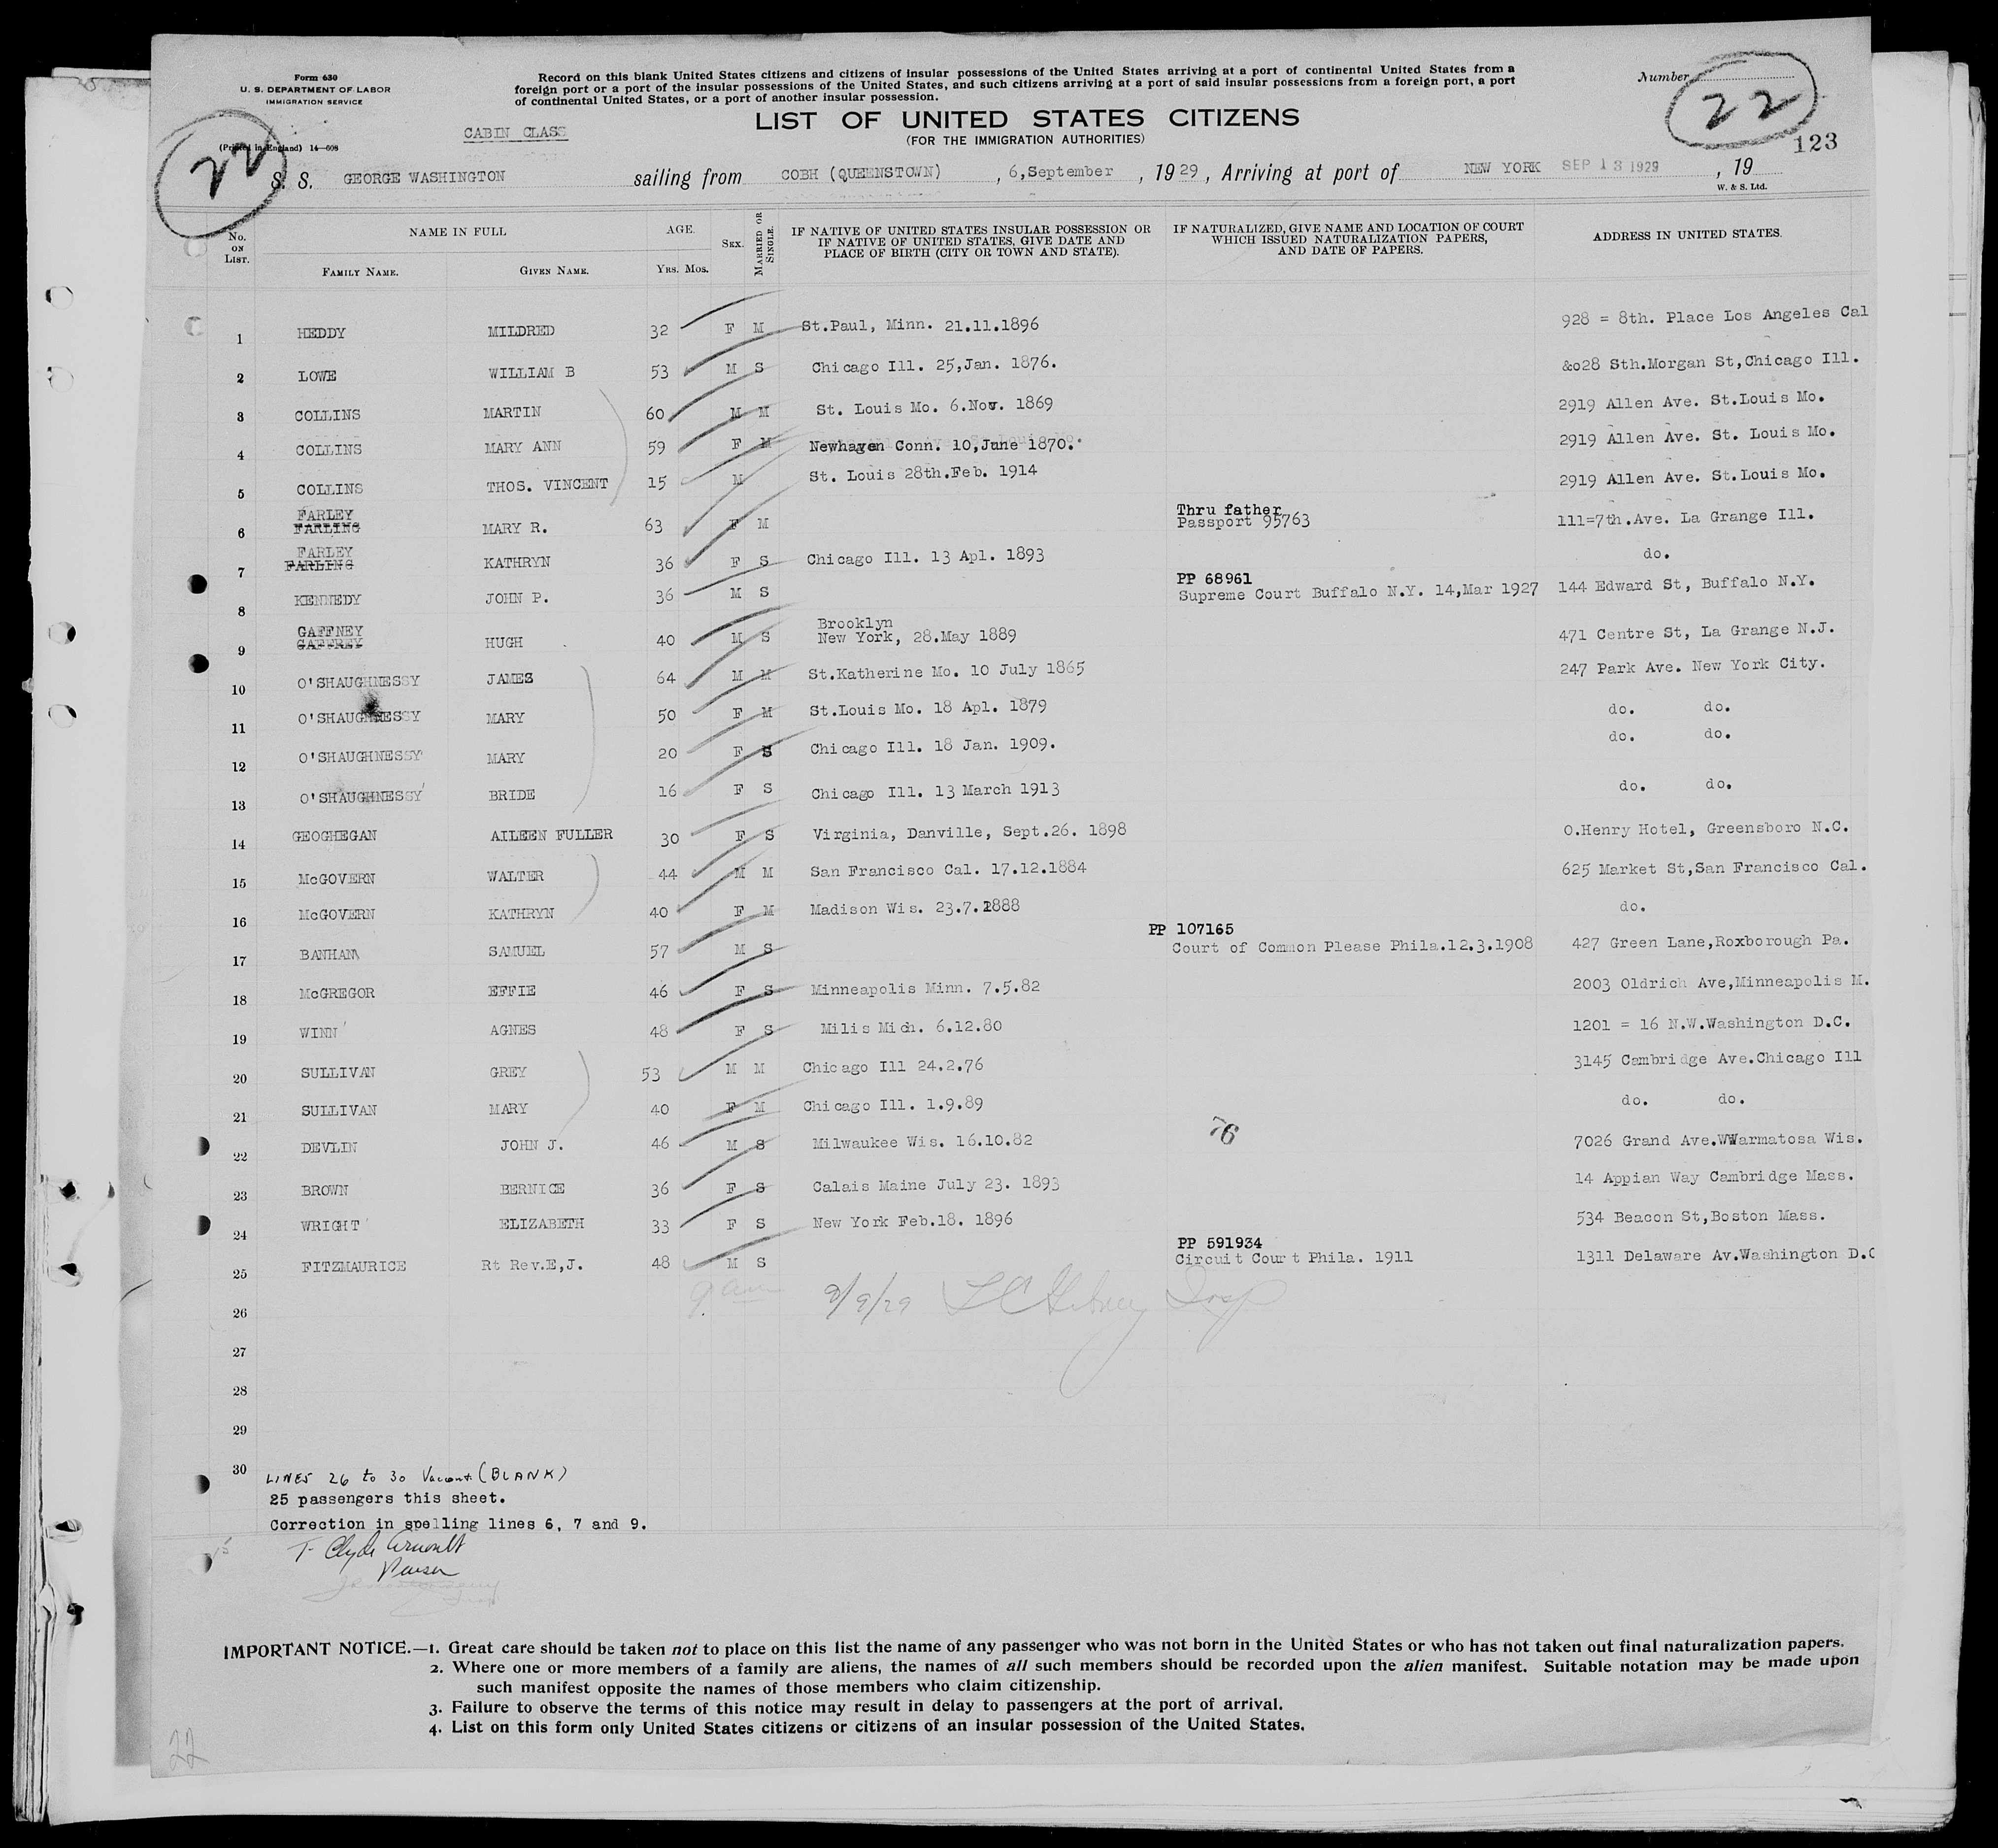 Form 630
U. S. DEPARTMENT OF LABOR
IMMIGRATION SERVICE
(Printed in England) 14—608
Record on this blank United States citizens and citizens of insular possessions of the United States arriving at a port of continental United States from a
foreign port or a port of the insular possessions of the United States, and such citizens arriving at a port of said insular possessions from a foreign port, a port
of continental United States, or a port of another insular possession.
Number
22
22
123
CABIN CLASS
LIST OF UNITED STATES CITIZENS
(FOR THE IMMIGRATION AUTHORITIES)
S. S. GEORGE WASHINGTON sailing from COBH (QUEENSTOWN), 6,September, 1929, Arriving at port of NEW YORK SEP 13 1929, 19
W. & S. Ltd.
No. ON LIST. NAME IN FULL FAMILY NAME. GIVEN NAME. AGE. YRS. MOS. SEX. MARRIED OR SINGLE. IF NATIVE OF UNITED STATES INSULAR POSSESSION OR IF NATIVE OF UNITED STATES, GIVE DATE AND PLACE OF BIRTH (CITY OR TOWN AND STATE). IF NATURALIZED, GIVE NAME AND LOCATION OF COURT WHICH ISSUED NATURALIZATION PAPERS, AND DATE OF PAPERS. ADDRESS IN UNITED STATES.
1 HEDDY MILDRED 32 F M St.Paul, Minn. 21.11.1896 928 = 8th. Place Los Angeles Cal
2 LOWE WILLIAM B 53 M S Chicago Ill. 25,Jan. 1876. &o28 Sth.Morgan St,Chicago Ill.
3 COLLINS MARTIN 60 M M St. Louis Mo. 6.Nov. 1869 2919 Allen Ave. St.Louis Mo.
4 COLLINS MARY ANN 59 F M Newhaven Conn. 10,June 1870. 2919 Allen Ave. St. Louis Mo.
5 COLLINS THOS. VINCENT 15 M St. Louis 28th.Feb. 1914 2919 Allen Ave. St.Louis Mo.
FARLEY Thru father
6 FARLING MARY R. 63 F M Passport 95763 111=7th.Ave. La Grange Ill.
FARLEY
7 FARLING KATHRYN 36 F S Chicago Ill. 13 Apl. 1893 do.
PP 68961
8 KENNEDY JOHN P. 36 M S Supreme Court Buffalo N.Y. 14,Mar 1927 144 Edward St, Buffalo N.Y.
GAFFNEY Brooklyn
9 GAFFREY HUGH 40 M S New York, 28.May 1889 471 Centre St, La Grange N.J.
10 O'SHAUGHNESSY JAMES 64 M M St.Katherine Mo. 10 July 1865 247 Park Ave. New York City.
11 O'SHAUGHNESSY MARY 50 F M St.Louis Mo. 18 Apl. 1879 do. do.
12 O'SHAUGHNESSY MARY 20 F S Chicago Ill. 18 Jan. 1909. do. do.
13 O'SHAUGHNESSY BRIDE 16 F S Chicago Ill. 13 March 1913 do. do.
14 GEOGHEGAN AILEEN FULLER 30 F S Virginia, Danville, Sept.26. 1898 O.Henry Hotel, Greensboro N.C.
15 McGOVERN WALTER 44 M M San Francisco Cal. 17.12.1884 625 Market St,San Francisco Cal.
16 McGOVERN KATHRYN 40 F M Madison Wis. 23.7.1888 do.
PP 107165
17 BANHAM SAMUEL 57 M S Court of Common Please Phila.12.3.1908 427 Green Lane,Roxborough Pa.
18 McGREGOR EFFIE 46 F S Minneapolis Minn. 7.5.82 2003 Oldrich Ave,Minneapolis M.
19 WINN AGNES 48 F S Milis Mich. 6.12.80 1201 = 16 N.W.Washington D.C.
20 SULLIVAN GREY 53 M M Chicago Ill 24.2.76 3145 Cambridge Ave.Chicago Ill
21 SULLIVAN MARY 40 F M Chicago Ill. 1.9.89 do. do.
76
22 DEVLIN JOHN J. 46 M S Milwaukee Wis. 16.10.82 7026 Grand Ave.WWarmatosa Wis.
23 BROWN BERNICE 36 F S Calais Maine July 23. 1893 14 Appian Way Cambridge Mass.
24 WRIGHT ELIZABETH 33 F S New York Feb.18. 1896 534 Beacon St,Boston Mass.
PP 591934
25 FITZMAURICE Rt Rev.E,J. 48 M S Circuit Court Phila. 1911 1311 Delaware Av.Washington D.C
26 9/9/29 Insp
27
28
29
30 LINES 26 to 30 Vacant (BLANK)
25 passengers this sheet.
Correction in spelling lines 6, 7 and 9.
T. Clyde
Purser
IMPORTANT NOTICE.—1. Great care should be taken not to place on this list the name of any passenger who was not born in the United States or who has not taken out final naturalization papers.
2. Where one or more members of a family are aliens, the names of all such members should be recorded upon the alien manifest. Suitable notation may be made upon
such manifest opposite the names of those members who claim citizenship.
3. Failure to observe the terms of this notice may result in delay to passengers at the port of arrival.
4. List on this form only United States citizens or citizens of an insular possession of the United States.
22